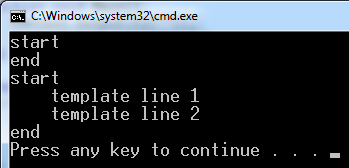 C:\Windows\system32\cmd.exe
start
end
start
    template line 1
    template line 2
end
Press any key to continue . . .